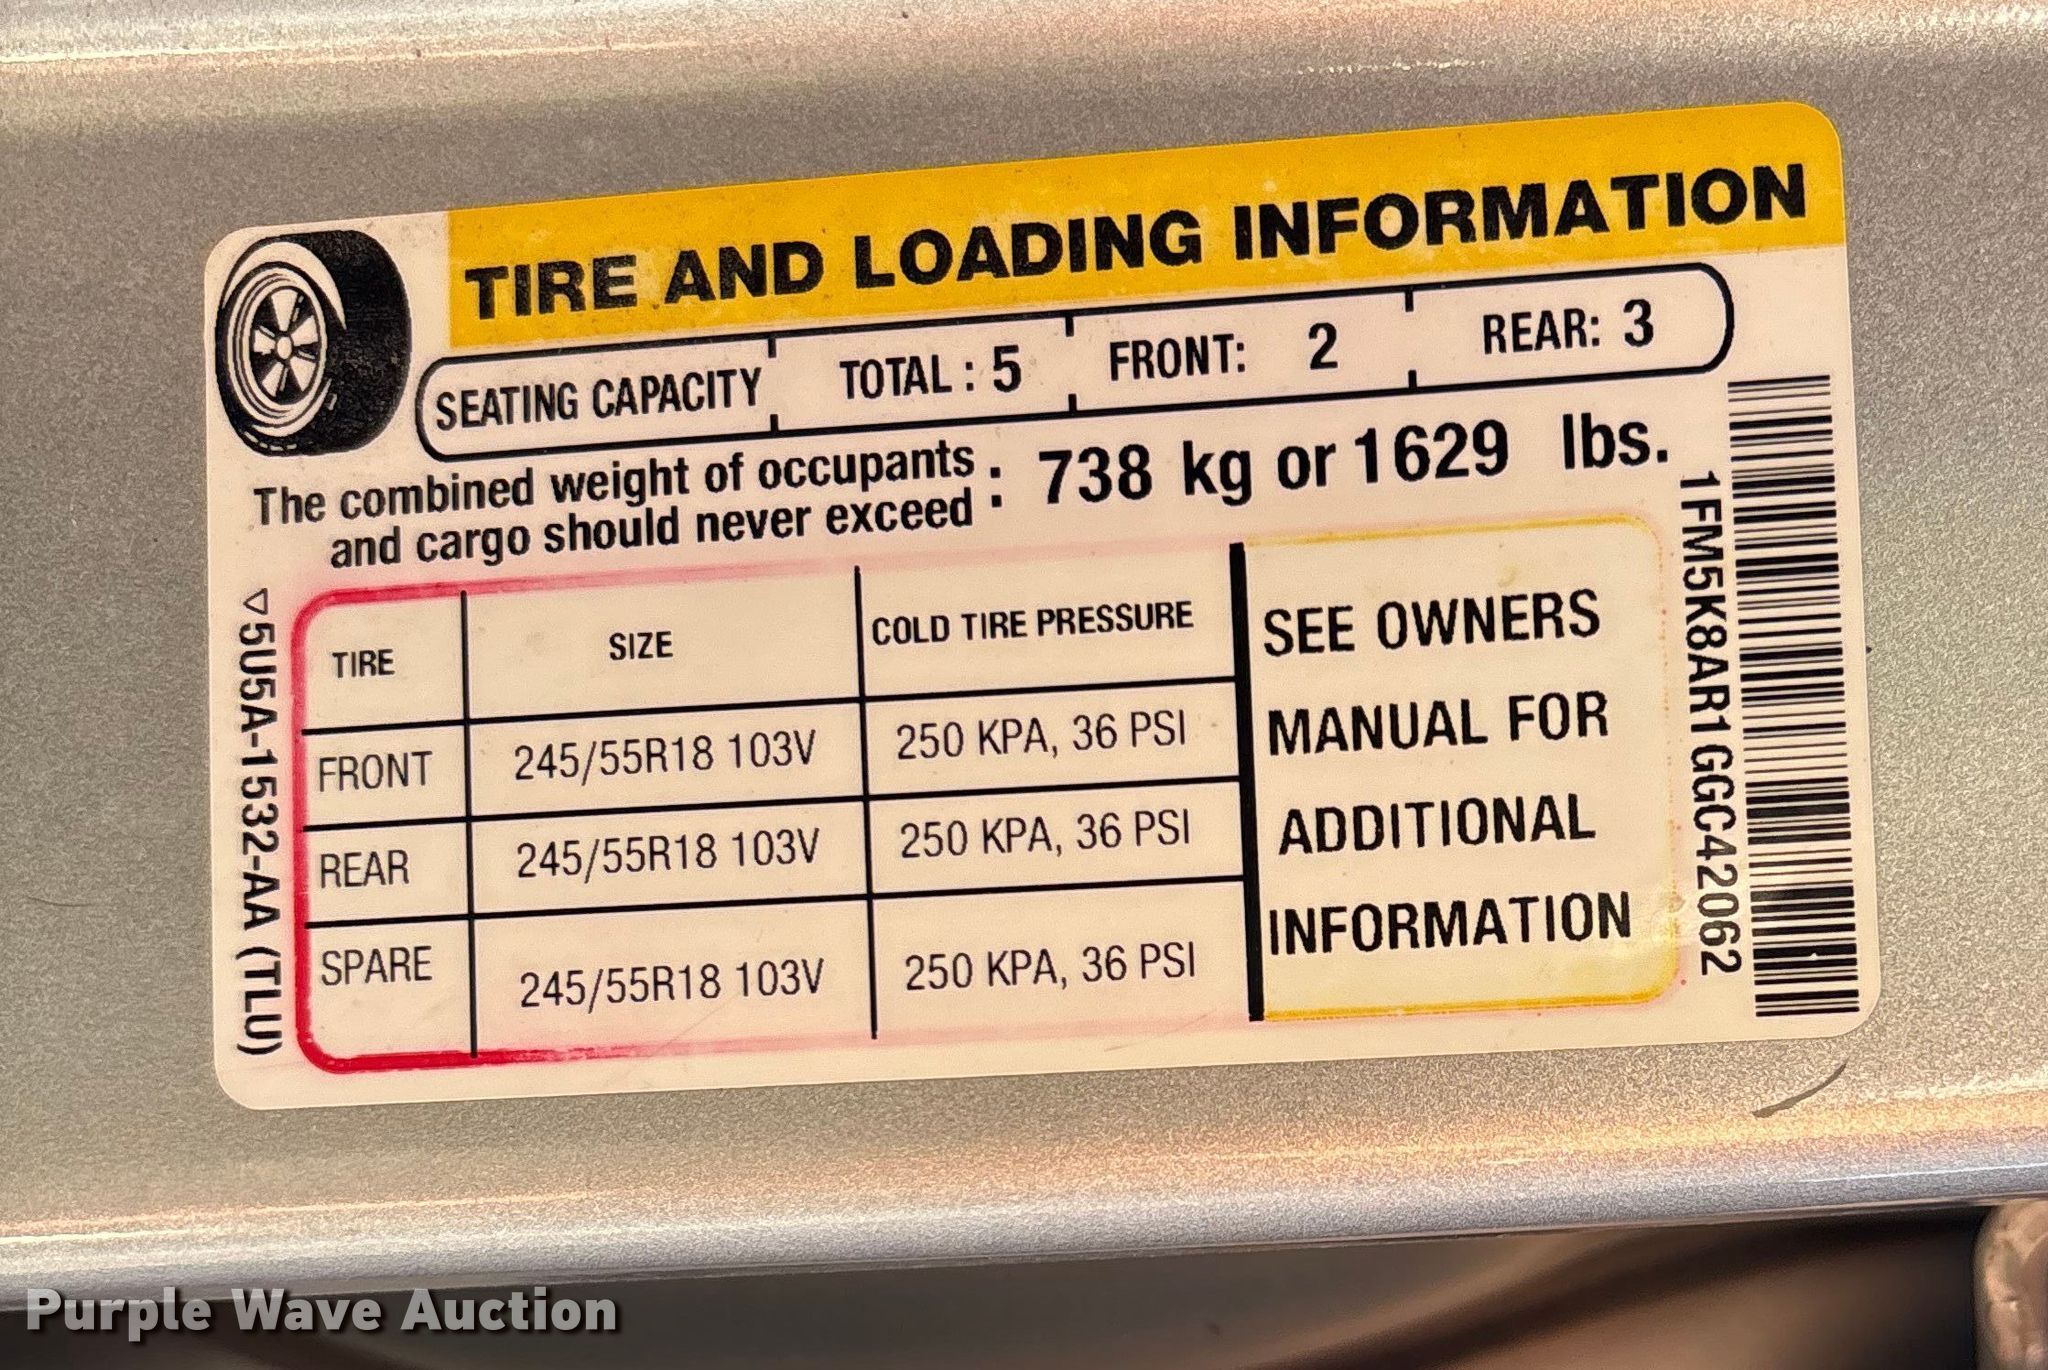 TIRE AND LOADING INFORMATION
SEATING CAPACITY TOTAL : 5 FRONT: 2 REAR: 3
The combined weight of occupants
and cargo should never exceed : 738 kg or 1629 lbs.
TIRE SIZE COLD TIRE PRESSURE
FRONT 245/55R18 103V 250 KPA, 36 PSI
REAR 245/55R18 103V 250 KPA, 36 PSI
SPARE 245/55R18 103V 250 KPA, 36 PSI
SEE OWNERS
MANUAL FOR
ADDITIONAL
INFORMATION
5U5A-1532-AA (TLU)
1FM5K8AR1GGC42062
Purple Wave Auction